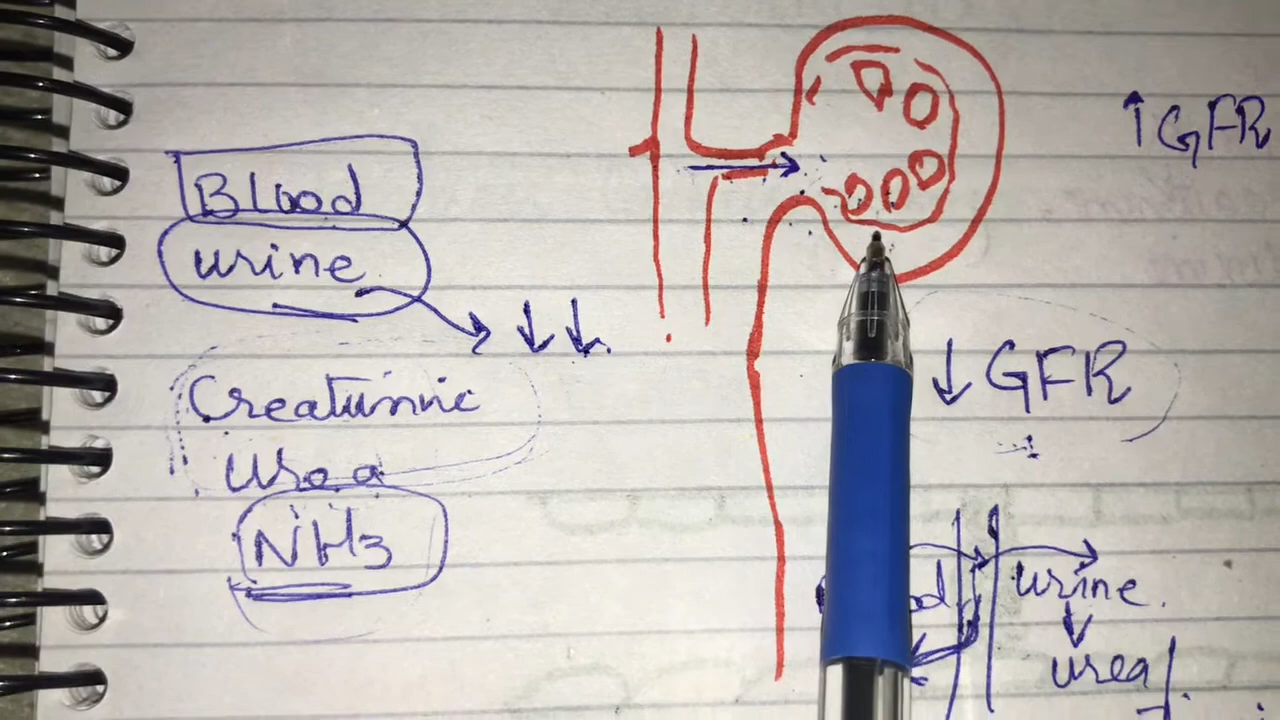 Blood
urine
↓↓
Creatinine
Urea
NH3
↑GFR
↓GFR
urine.
↓
urea